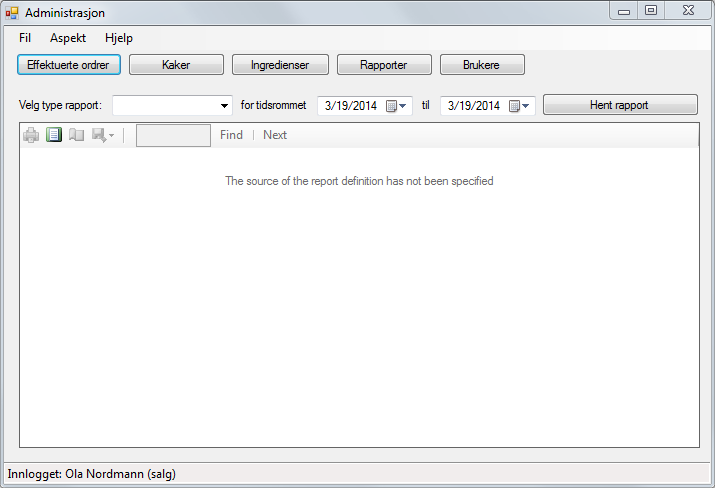 Administrasjon
Fil Aspekt Hjelp
Effektuerte ordrer Kaker Ingredienser Rapporter Brukere
Velg type rapport: for tidsrommet 3/19/2014 til 3/19/2014 Hent rapport
Find | Next
The source of the report definition has not been specified
Innlogget: Ola Nordmann (salg)